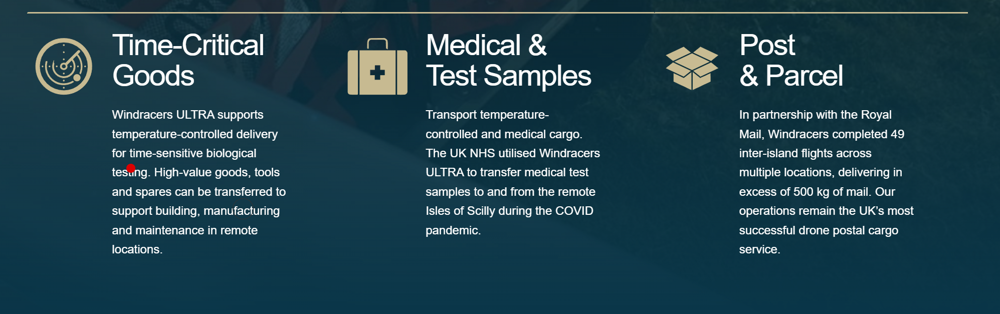 Time-Critical
Goods
Windracers ULTRA supports
temperature-controlled delivery
for time-sensitive biological
testing. High-value goods, tools
and spares can be transferred to
support building, manufacturing
and maintenance in remote
locations.
Medical &
Test Samples
Transport temperature-
controlled and medical cargo.
The UK NHS utilised Windracers
ULTRA to transfer medical test
samples to and from the remote
Isles of Scilly during the COVID
pandemic.
Post
& Parcel
In partnership with the Royal
Mail, Windracers completed 49
inter-island flights across
multiple locations, delivering in
excess of 500 kg of mail. Our
operations remain the UK’s most
successful drone postal cargo
service.